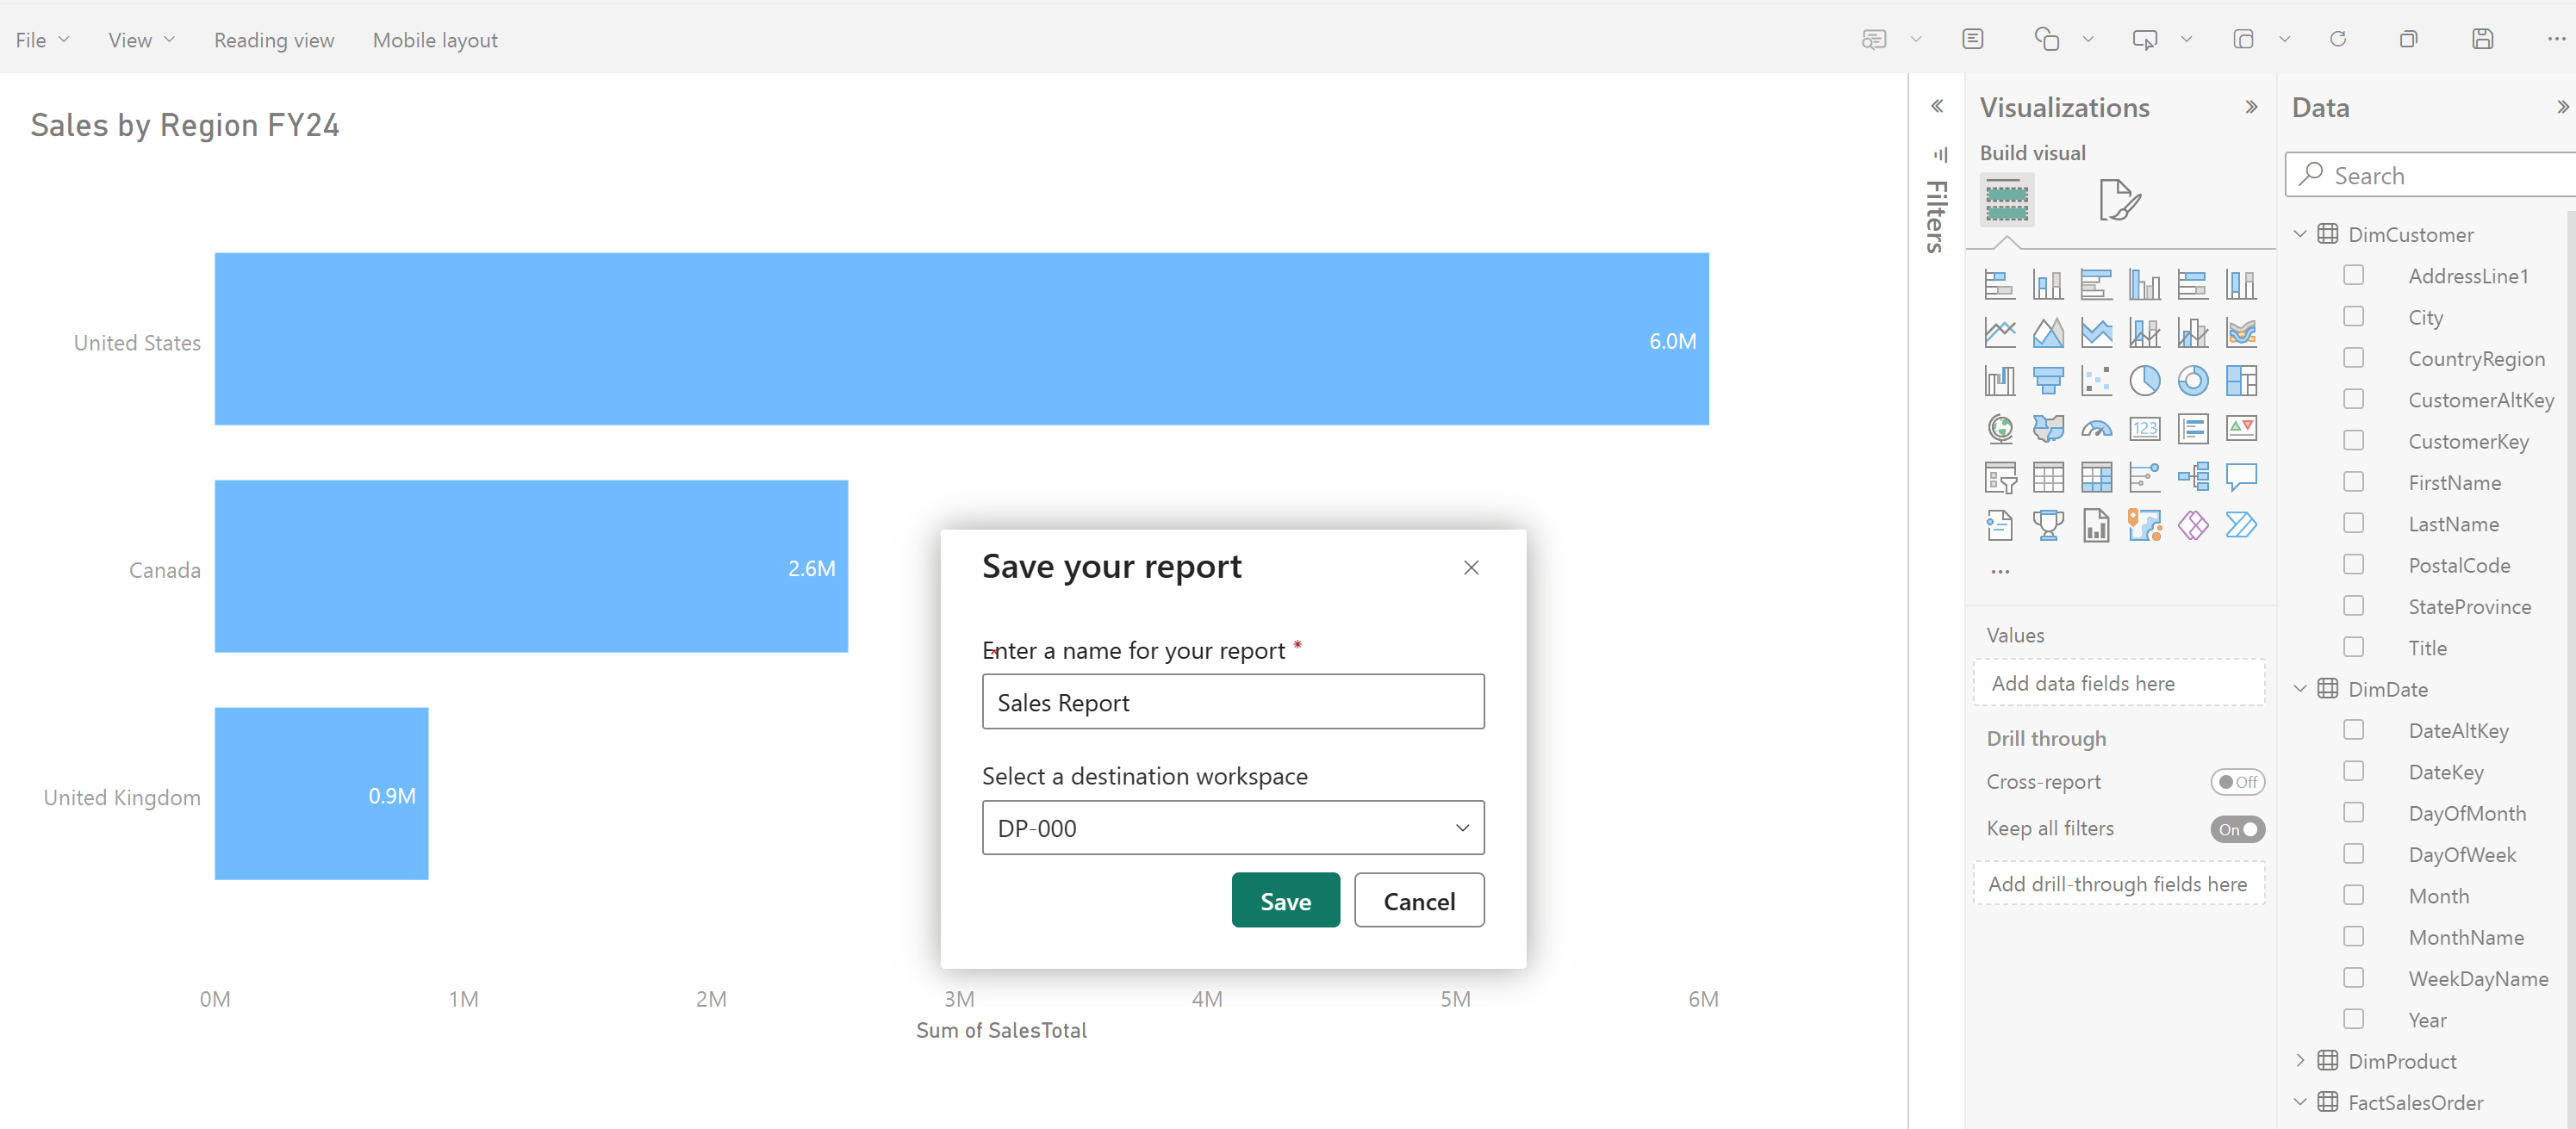 File View Reading view Mobile layout
Sales by Region FY24
United States
6.0M
Canada
2.6M
United Kingdom
0.9M
0M 1M 2M 3M 4M 5M 6M
Sum of SalesTotal
Save your report
Enter a name for your report *
Sales Report
Select a destination workspace
DP-000
Save Cancel
Filters
Visualizations
Build visual
123
Values
Add data fields here
Drill through
Cross-report Off
Keep all filters On
Add drill-through fields here
Data
Search
DimCustomer
AddressLine1
City
CountryRegion
CustomerAltKey
CustomerKey
FirstName
LastName
PostalCode
StateProvince
Title
DimDate
DateAltKey
DateKey
DayOfMonth
DayOfWeek
Month
MonthName
WeekDayName
Year
DimProduct
FactSalesOrder